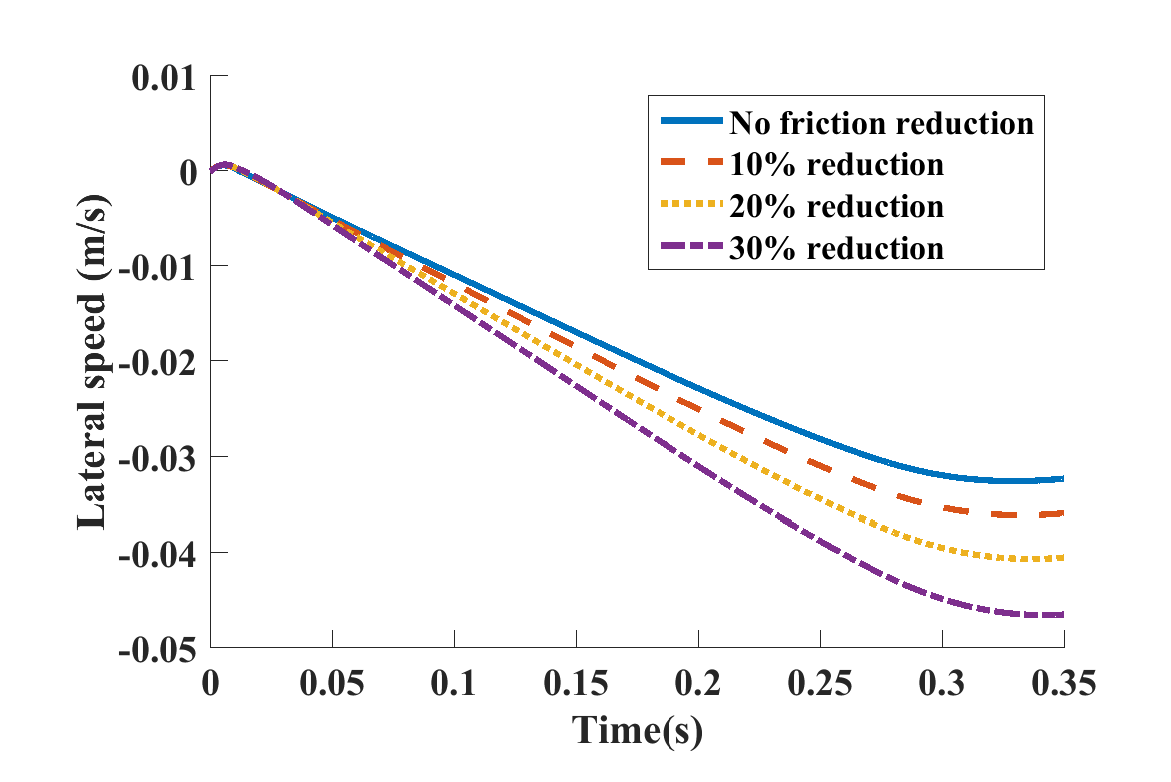 0.01
0
-0.01
-0.02
-0.03
-0.04
-0.05
Lateral speed (m/s)
No friction reduction
10% reduction
20% reduction
30% reduction
0 0.05 0.1 0.15 0.2 0.25 0.3 0.35
Time(s)